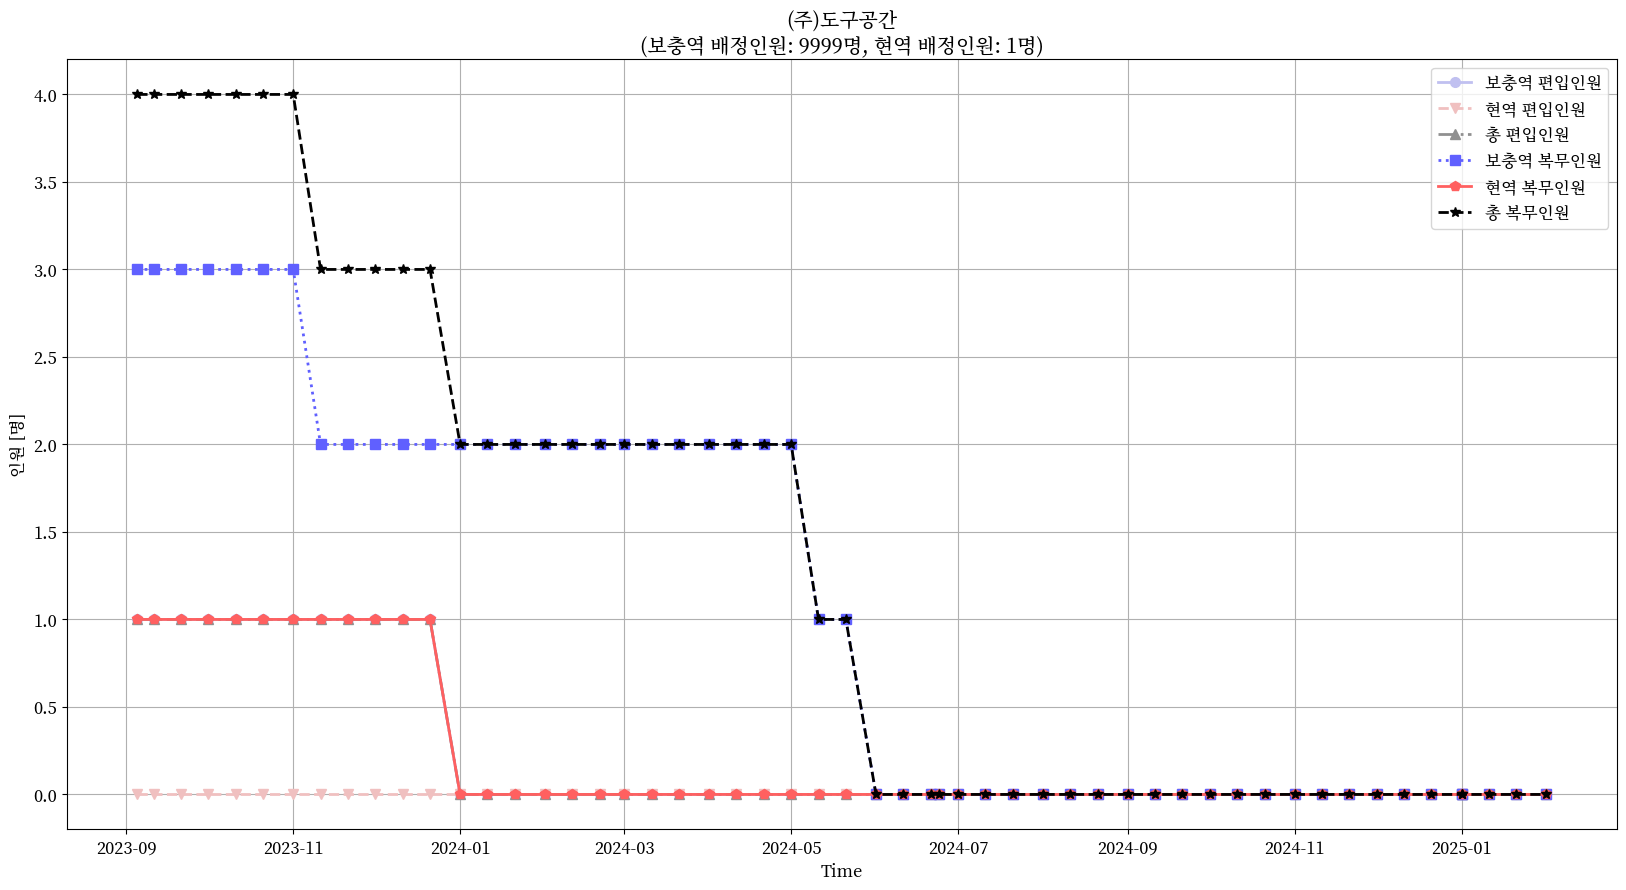 (주)도구공간
(보충역 배정인원: 9999명, 현역 배정인원: 1명)
보충역 편입인원
현역 편입인원
총 편입인원
보충역 복무인원
현역 복무인원
총 복무인원
인원 [명]
4.0
3.5
3.0
2.5
2.0
1.5
1.0
0.5
0.0
2023-09 2023-11 2024-01 2024-03 2024-05 2024-07 2024-09 2024-11 2025-01
Time